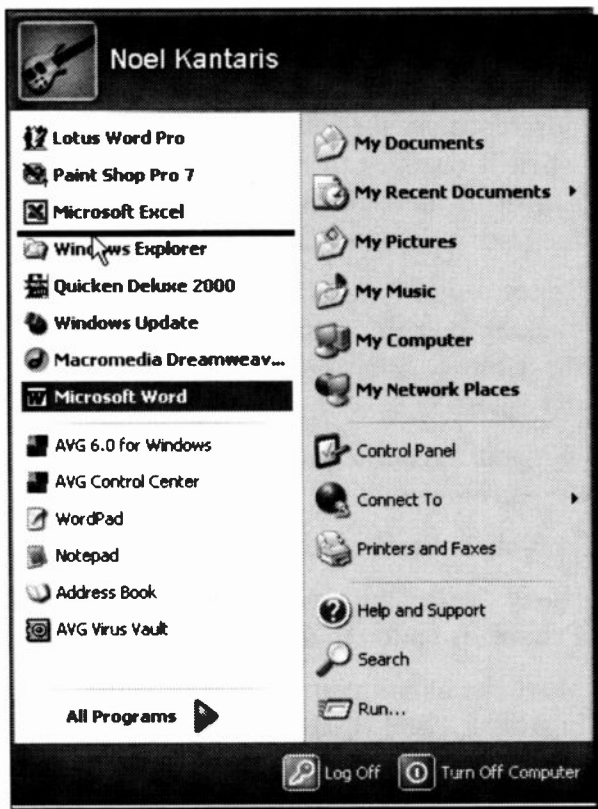 Noel Kantaris
Lotus Word Pro
Paint Shop Pro 7
Microsoft Excel
Windows Explorer
Quicken Deluxe 2000
Windows Update
Macromedia Dreamweav...
Microsoft Word
AVG 6.0 for Windows
AVG Control Center
WordPad
Notepad
Address Book
AVG Virus Vault
All Programs
My Documents
My Recent Documents
My Pictures
My Music
My Computer
My Network Places
Control Panel
Connect To
Printers and Faxes
Help and Support
Search
Run...
Log Off
Turn Off Computer